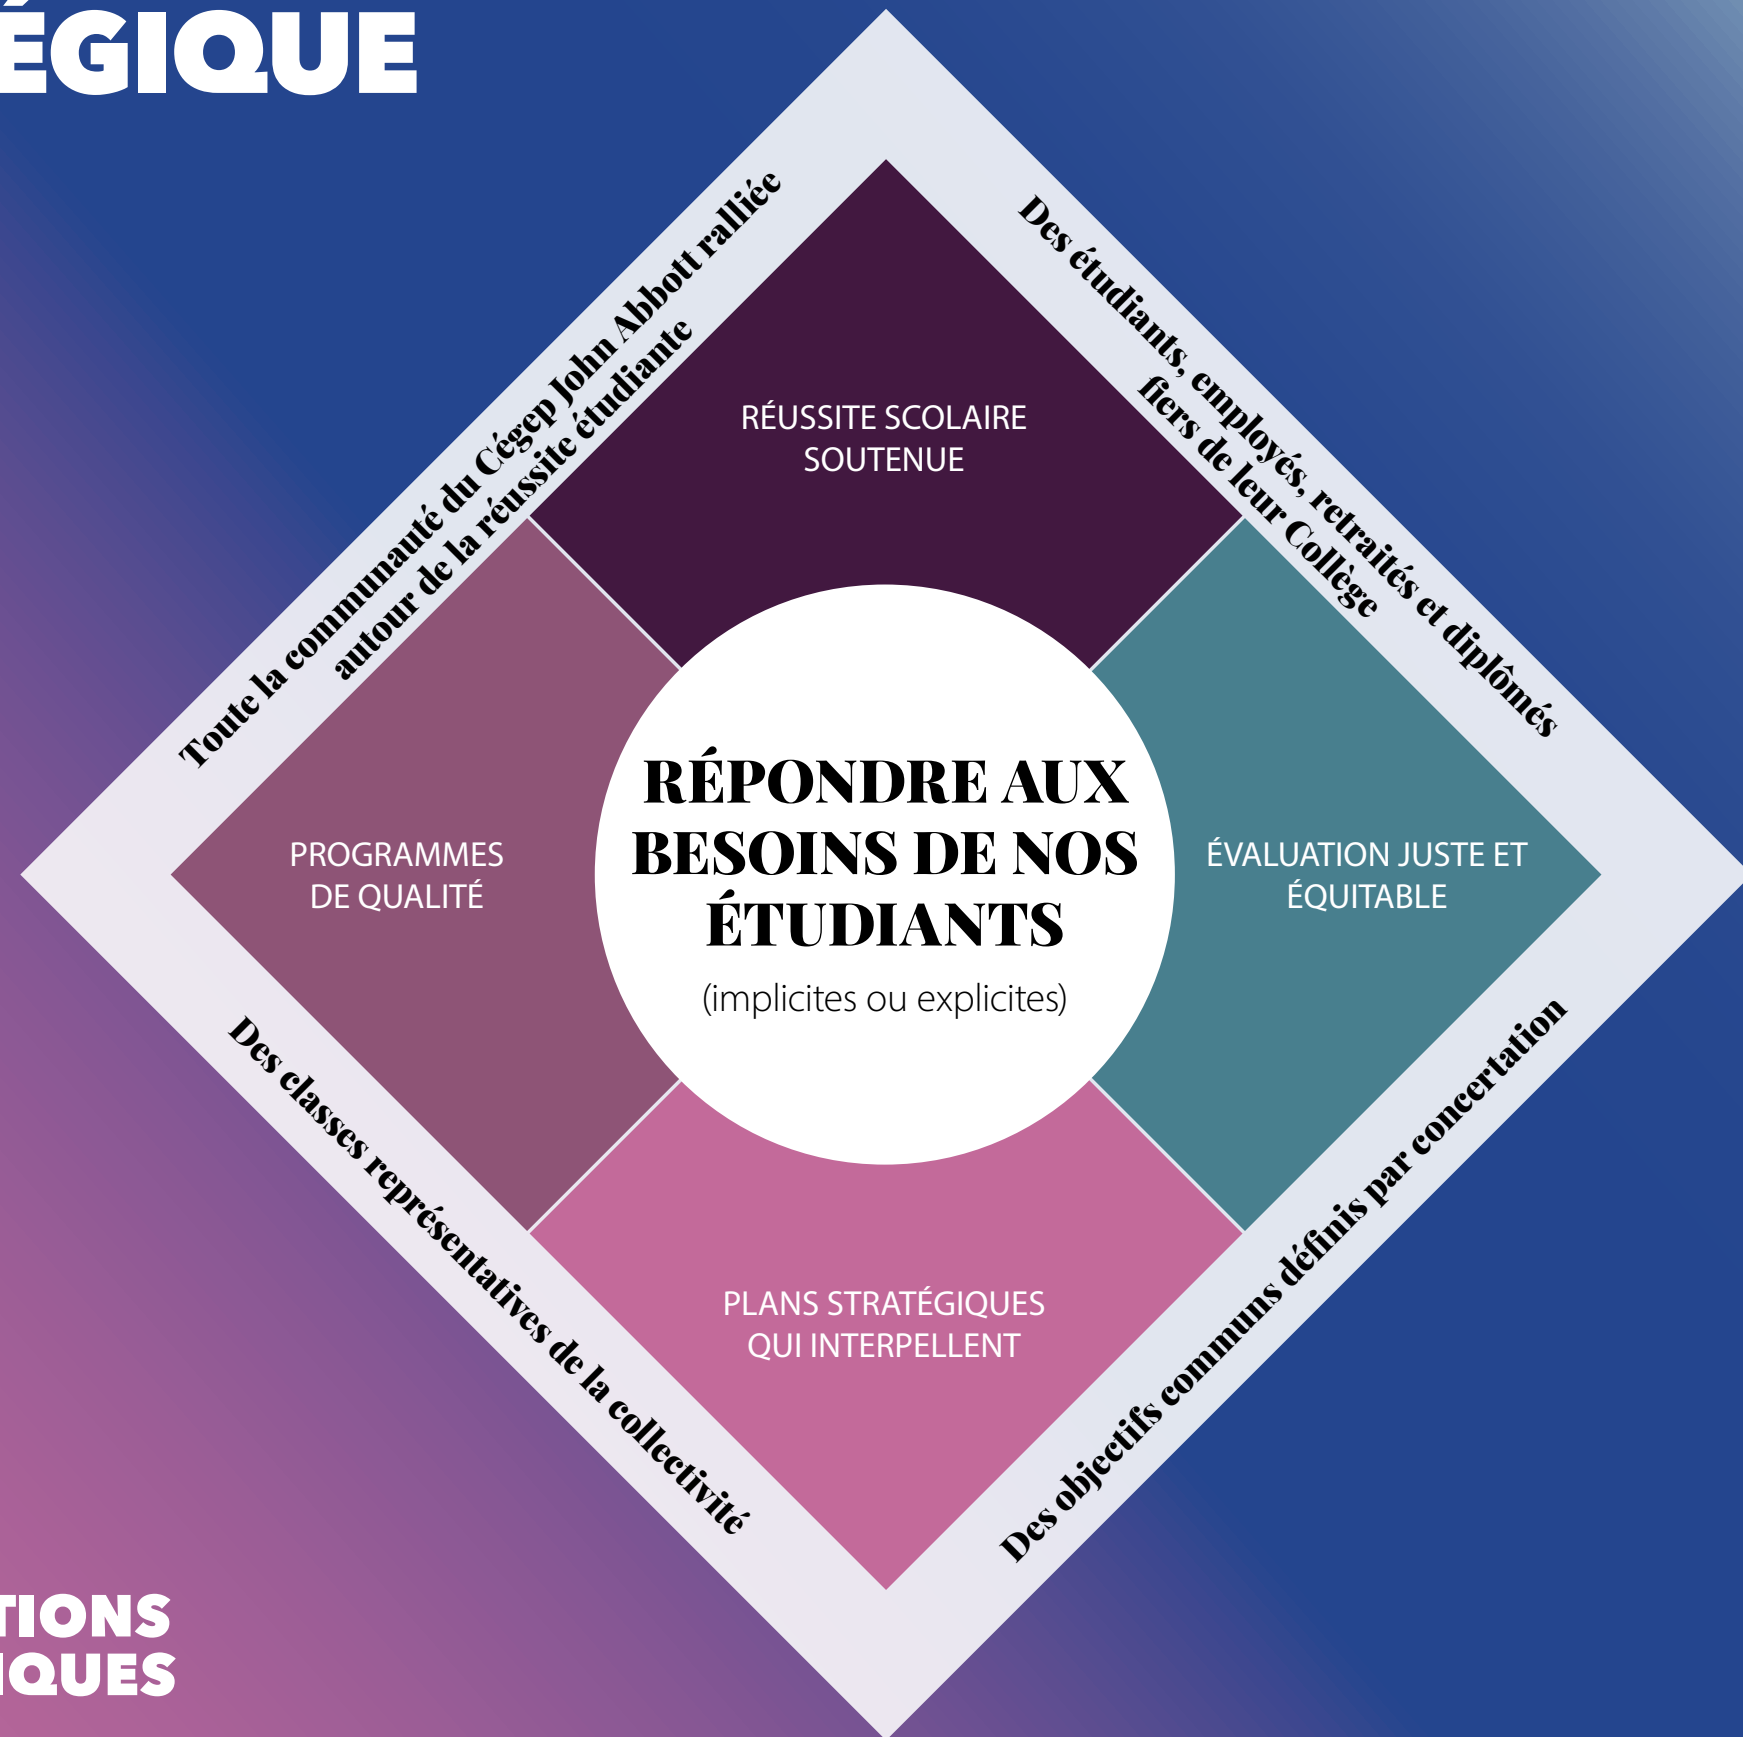 ÉGIQUE
Toute la communauté du Cégep John Abbott ralliée
autour de la réussite étudiante
Des étudiants, employés, retraités et diplômés
fiers de leur Collège
RÉUSSITE SCOLAIRE
SOUTENUE
PROGRAMMES
DE QUALITÉ
RÉPONDRE AUX
BESOINS DE NOS
ÉTUDIANTS
(implicites ou explicites)
ÉVALUATION JUSTE ET
ÉQUITABLE
PLANS STRATÉGIQUES
QUI INTERPELLENT
Des classes représentatives de la collectivité
Des objectifs communs définis par concertation
TIONS
IQUES